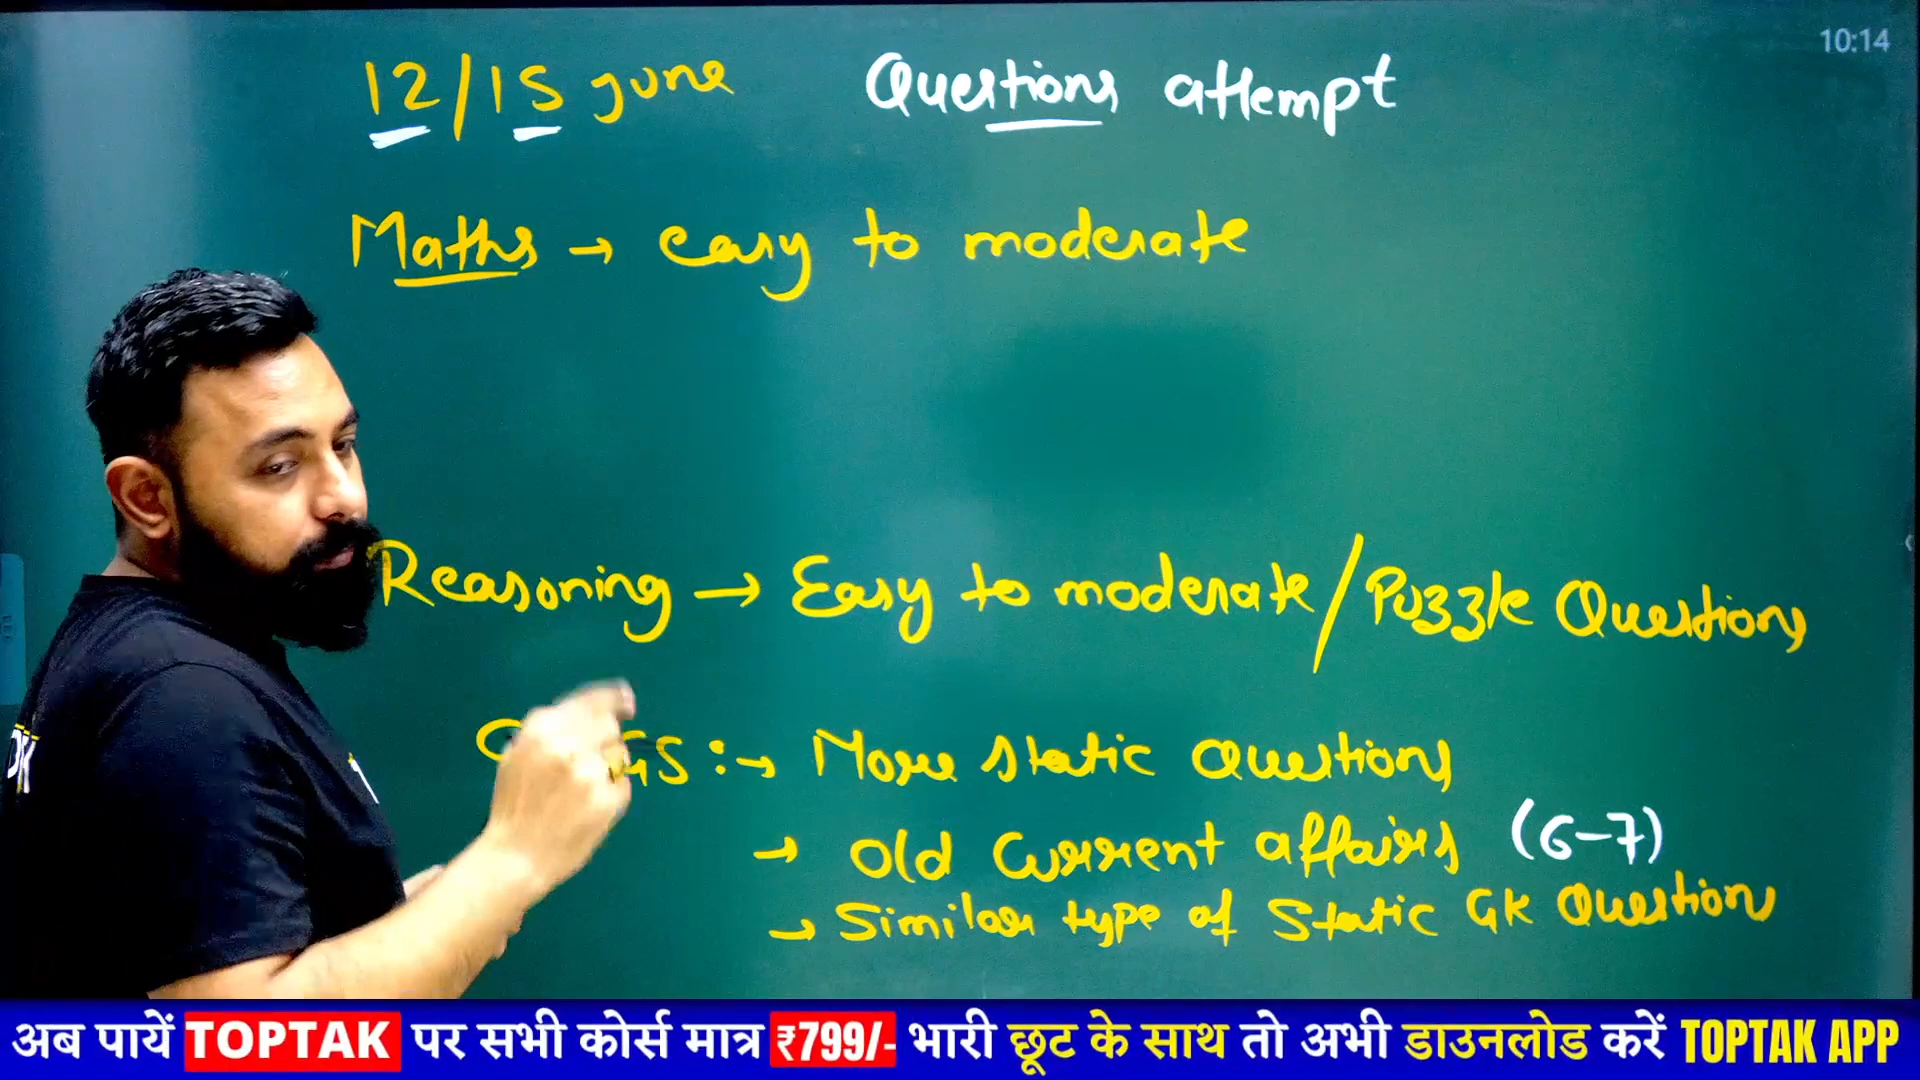 10:14
12/15 june Questions attempt
Maths → easy to moderate
Reasoning → Easy to moderate/Puzzle Questions
GS :→ More static Questions
→ Old Current affairs (6-7)
→ Similar type of Static GK Question
अब पायें TOPTAK पर सभी कोर्स मात्र ₹799/- भारी छूट के साथ तो अभी डाउनलोड करें TOPTAK APP